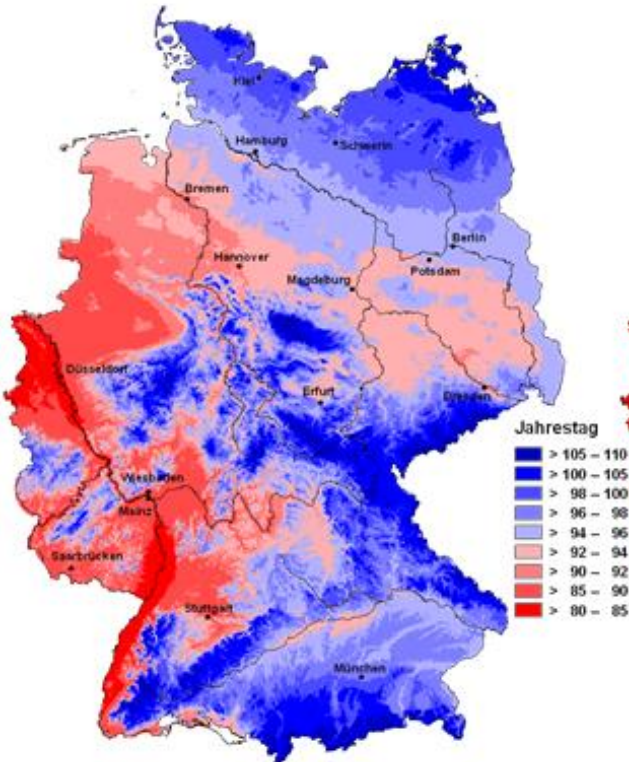 Kiel
Hamburg
Schwerin
Bremen
Berlin
Hannover
Potsdam
Magdeburg
Düsseldorf
Erfurt
Dresden
Wiesbaden
Mainz
Saarbrücken
Stuttgart
München
Jahrestag
> 105 – 110
> 100 – 105
> 98 – 100
> 96 – 98
> 94 – 96
> 92 – 94
> 90 – 92
> 85 – 90
> 80 – 85